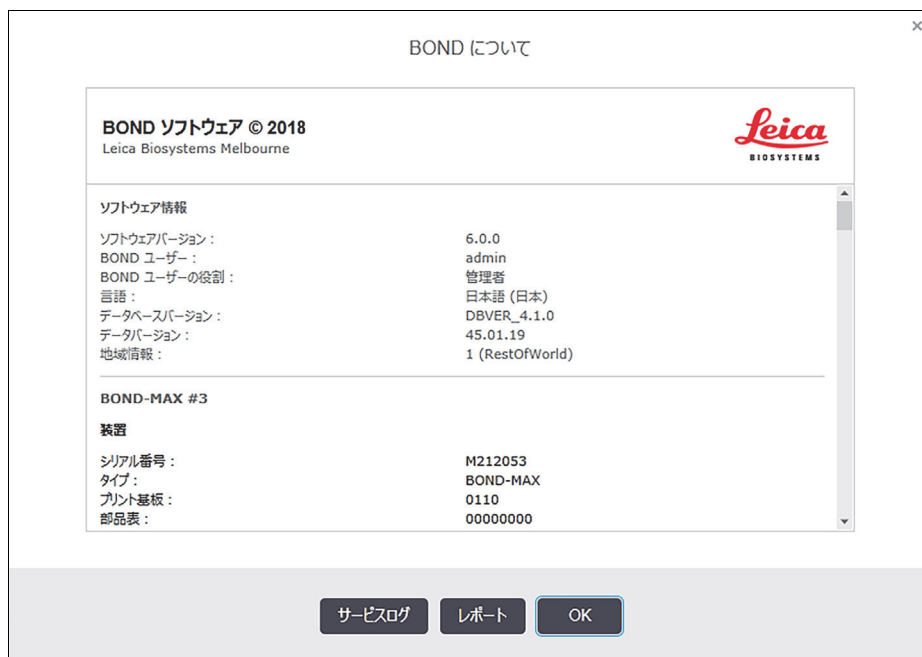 BOND について
BOND ソフトウェア © 2018
Leica Biosystems Melbourne
Leica
BIOSYSTEMS
ソフトウェア情報
ソフトウェアバージョン : 6.0.0
BOND ユーザー : admin
BOND ユーザーの役割 : 管理者
言語 : 日本語 (日本)
データベースバージョン : DBVER_4.1.0
データバージョン : 45.01.19
地域情報 : 1 (RestOfWorld)
BOND-MAX #3
装置
シリアル番号 : M212053
タイプ : BOND-MAX
プリント基板 : 0110
部品表 : 00000000
サービスログ レポート OK